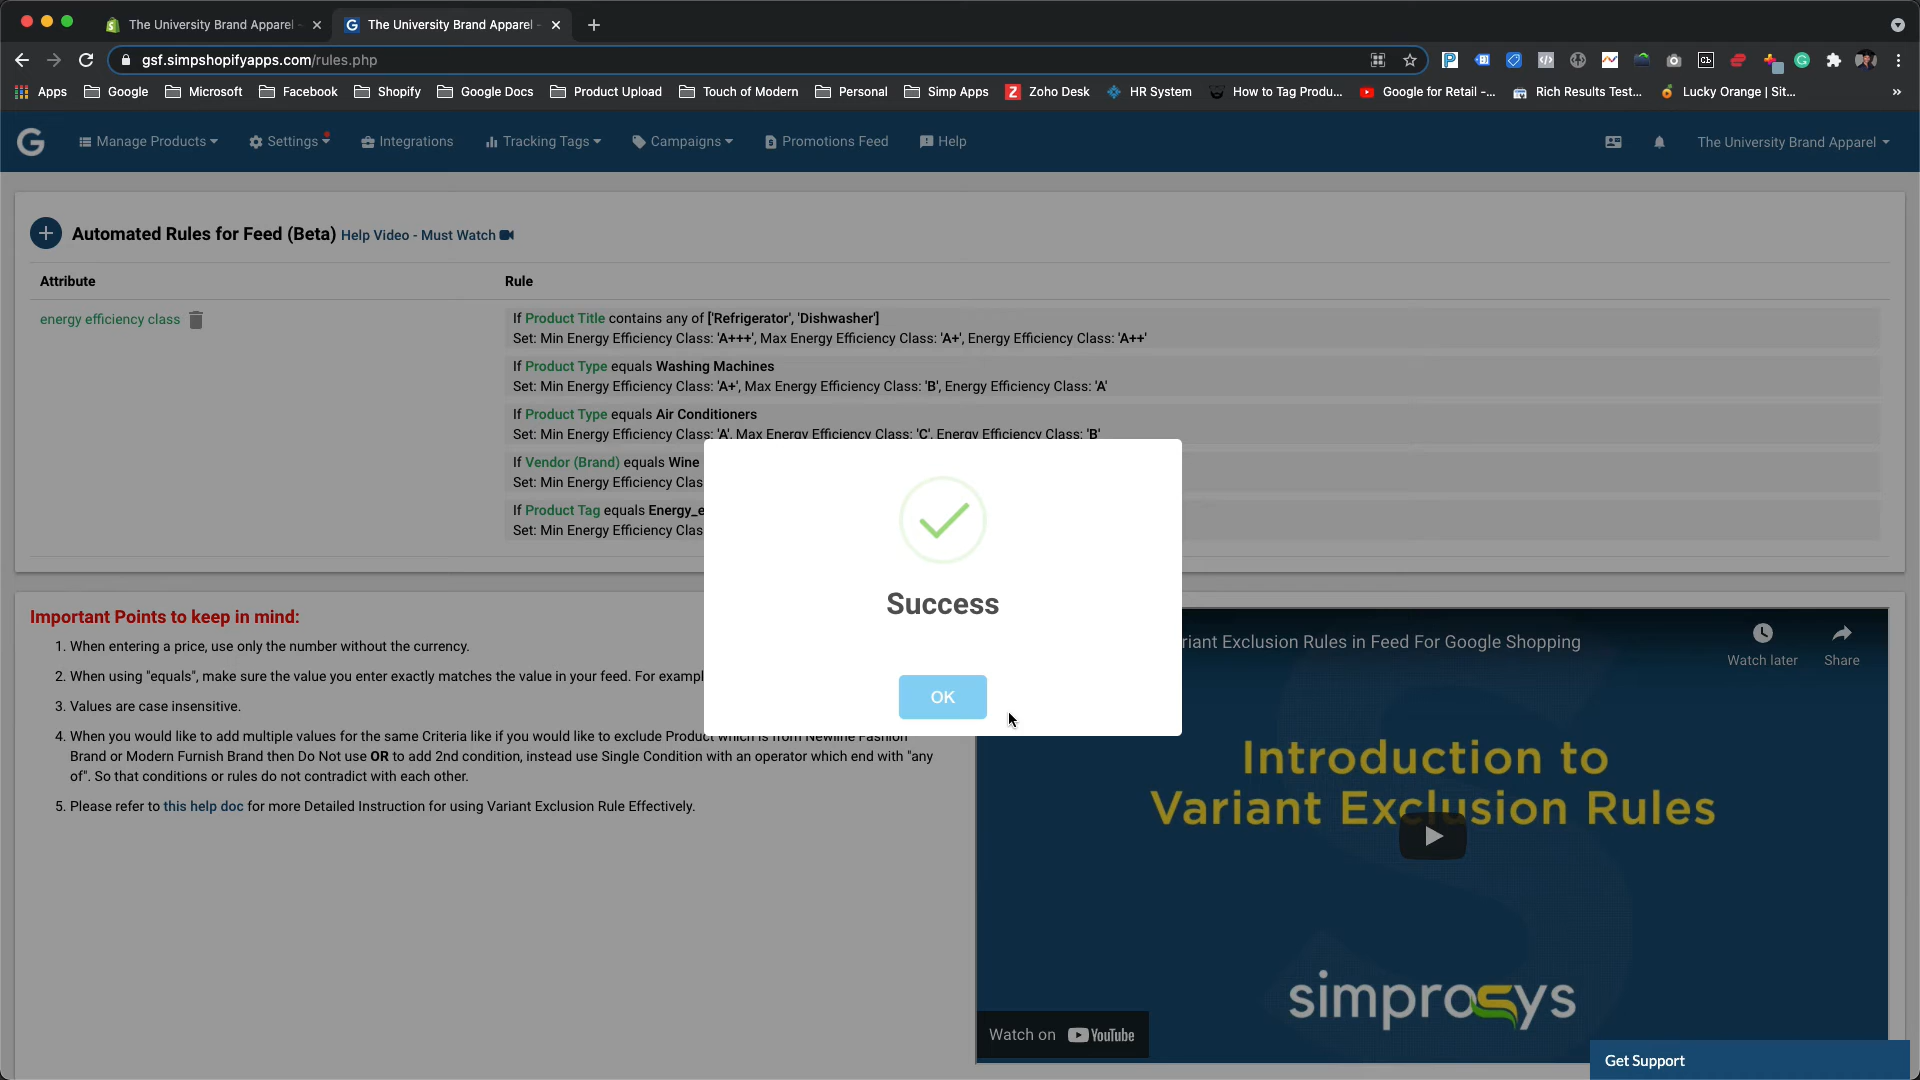 The University Brand Apparel
The University Brand Apparel
gsf.simpshopifyapps.com/rules.php
Apps Google Microsoft Facebook Shopify Google Docs Product Upload Touch of Modern Personal Simp Apps Zoho Desk HR System How to Tag Produ... Google for Retail -... Rich Results Test... Lucky Orange | Sit... »
Manage Products Settings Integrations Tracking Tags Campaigns Promotions Feed Help The University Brand Apparel
Automated Rules for Feed (Beta) Help Video - Must Watch
Attribute Rule
energy efficiency class
If Product Title contains any of ['Refrigerator', 'Dishwasher']
Set: Min Energy Efficiency Class: 'A+++', Max Energy Efficiency Class: 'A+', Energy Efficiency Class: 'A++'
If Product Type equals Washing Machines
Set: Min Energy Efficiency Class: 'A+', Max Energy Efficiency Class: 'B', Energy Efficiency Class: 'A'
If Product Type equals Air Conditioners
Set: Min Energy Efficiency Class: 'A', Max Energy Efficiency Class: 'C', Energy Efficiency Class: 'B'
If Vendor (Brand) equals Wine
Set: Min Energy Efficiency Clas
If Product Tag equals Energy_e
Set: Min Energy Efficiency Clas
Success
OK
Important Points to keep in mind:
1. When entering a price, use only the number without the currency.
2. When using "equals", make sure the value you enter exactly matches the value in your feed. For exampl
3. Values are case insensitive.
4. When you would like to add multiple values for the same Criteria like if you would like to exclude Product which is from Newline Fashion
Brand or Modern Furnish Brand then Do Not use OR to add 2nd condition, instead use Single Condition with an operator which end with "any
of". So that conditions or rules do not contradict with each other.
5. Please refer to this help doc for more Detailed Instruction for using Variant Exclusion Rule Effectively.
riant Exclusion Rules in Feed For Google Shopping
Watch later Share
Introduction to
Variant Exclusion Rules
simprosys
Watch on YouTube
Get Support